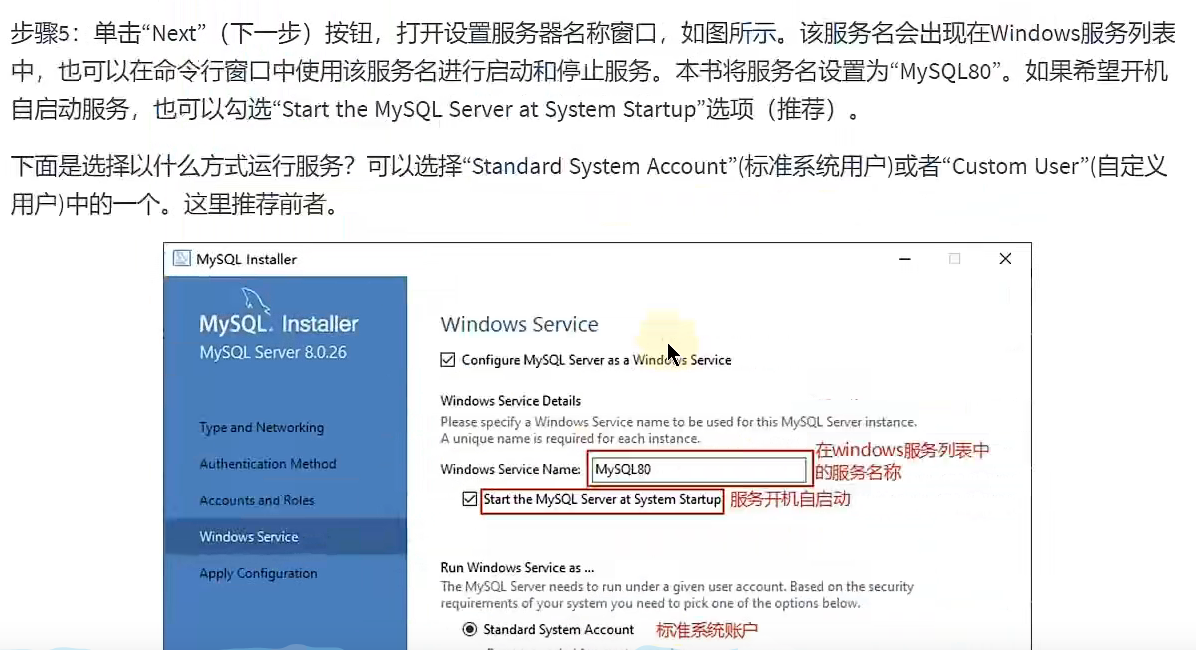 步骤5：单击“Next”（下一步）按钮，打开设置服务器名称窗口，如图所示。该服务名会出现在Windows服务列表
中，也可以在命令行窗口中使用该服务名进行启动和停止服务。本书将服务名设置为“MySQL80”。如果希望开机
自启动服务，也可以勾选“Start the MySQL Server at System Startup”选项（推荐）。
下面是选择以什么方式运行服务？可以选择“Standard System Account”(标准系统用户)或者“Custom User”(自定义
用户)中的一个。这里推荐前者。
MySQL Installer
MySQL. Installer
MySQL Server 8.0.26
Type and Networking
Authentication Method
Accounts and Roles
Windows Service
Apply Configuration
Windows Service
Configure MySQL Server as a Windows Service
Windows Service Details
Please specify a Windows Service name to be used for this MySQL Server instance.
A unique name is required for each instance.
Windows Service Name: MySQL80
在windows服务列表中
的服务名称
Start the MySQL Server at System Startup 服务开机自启动
Run Windows Service as ...
The MySQL Server needs to run under a given user account. Based on the security
requirements of your system you need to pick one of the options below.
Standard System Account 标准系统账户